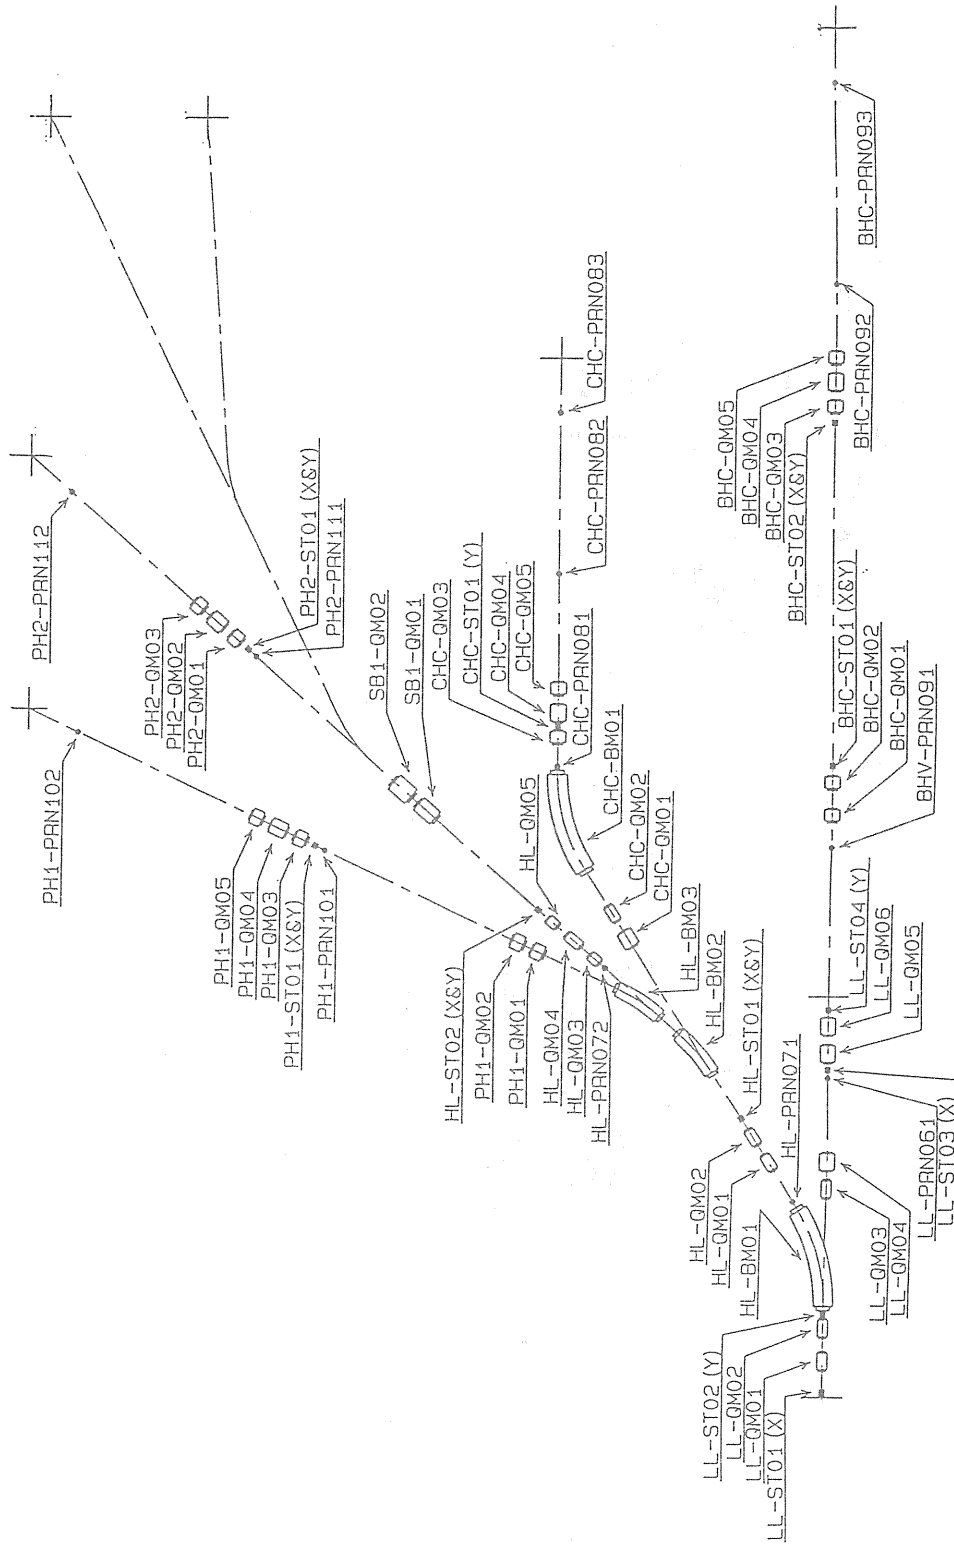 PH1-PRN102
PH1-QM05
PH1-QM04
PH1-QM03
PH1-ST01 (X&Y)
PH1-PRN101
PH2-PRN112
PH2-QM03
PH2-QM02
PH2-QM01
PH2-ST01 (X&Y)
PH2-PRN111
SB1-QM02
SB1-QM01
CHC-QM03
CHC-ST01 (Y)
CHC-QM04
CHC-QM05
CHC-PRN081
CHC-BM01
CHC-PRN082
CHC-PRN083
HL-ST02 (X&Y)
PH1-QM02
PH1-QM01
HL-QM04
HL-QM03
HL-PRN072
HL-QM05
CHC-QM02
CHC-QM01
HL-BM03
HL-BM02
HL-ST01 (X&Y)
HL-PRN071
HL-QM02
HL-QM01
HL-BM01
LL-ST02 (Y)
LL-QM02
LL-QM01
LL-ST01 (X)
LL-QM03
LL-QM04
LL-PRN061
LL-ST03 (X)
LL-ST04 (Y)
LL-QM06
LL-QM05
BHC-ST01 (X&Y)
BHC-QM02
BHC-QM01
BHV-PRN091
BHC-QM05
BHC-QM04
BHC-QM03
BHC-ST02 (X&Y)
BHC-PRN092
BHC-PRN093